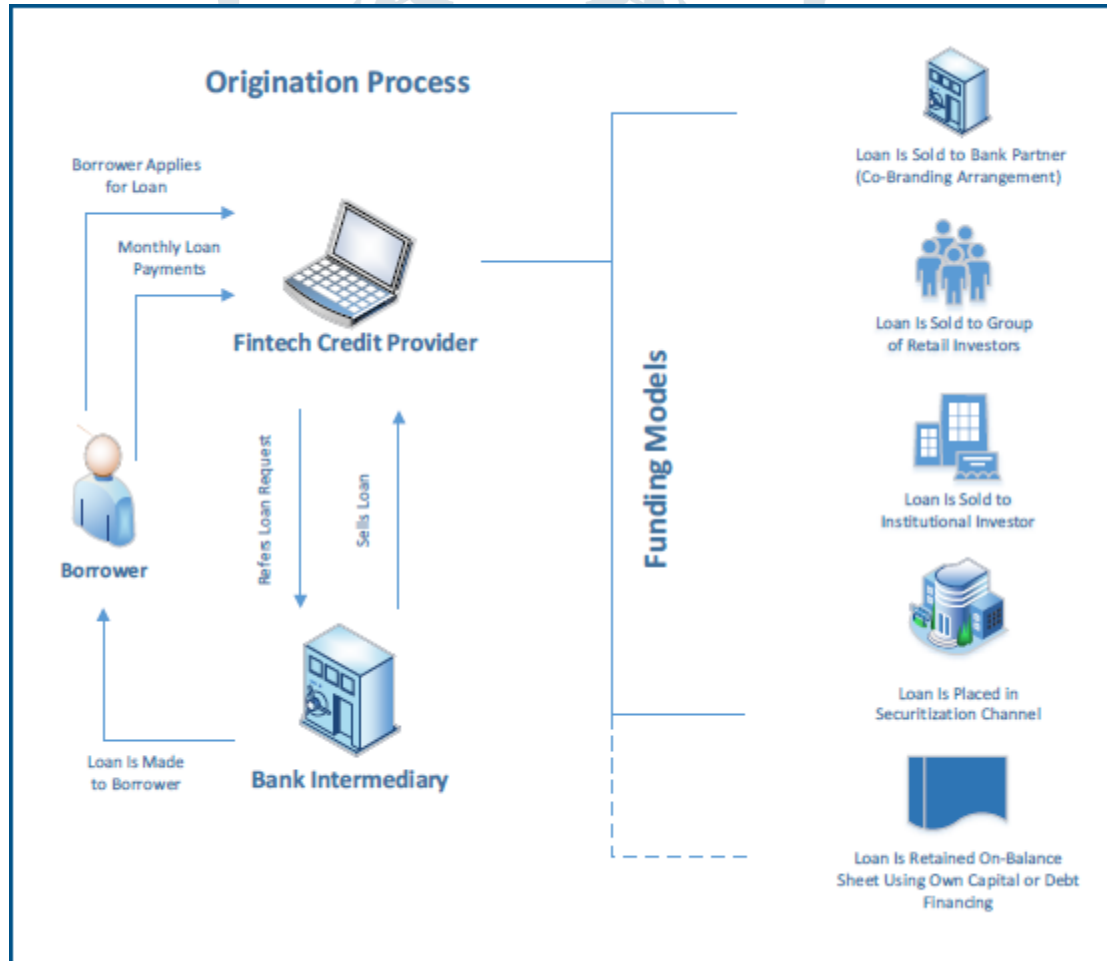 Origination Process
Borrower Applies
for Loan
Monthly Loan
Payments
Fintech Credit Provider
Refers Loan Request
Sells Loan
Borrower
Loan Is Made
to Borrower
Bank Intermediary
Funding Models
Loan Is Sold to Bank Partner
(Co-Branding Arrangement)
Loan Is Sold to Group
of Retail Investors
Loan Is Sold to
Institutional Investor
Loan Is Placed in
Securitization Channel
Loan Is Retained On-Balance
Sheet Using Own Capital or Debt
Financing